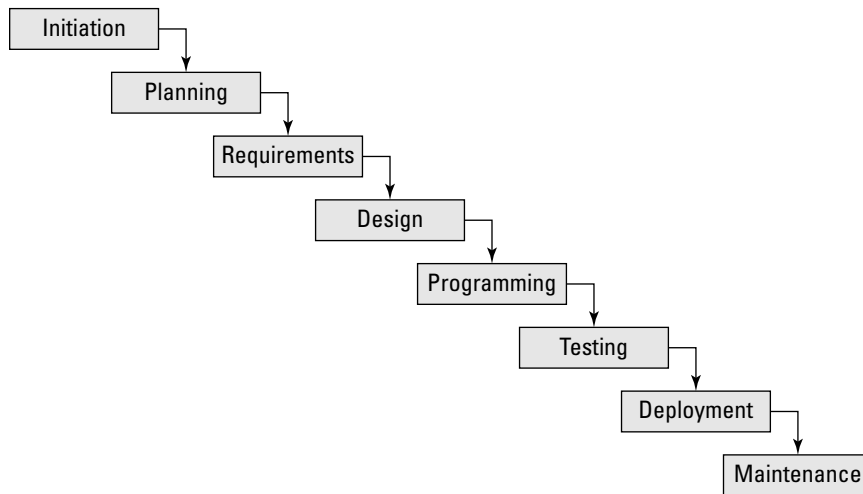 Initiation
Planning
Requirements
Design
Programming
Testing
Deployment
Maintenance